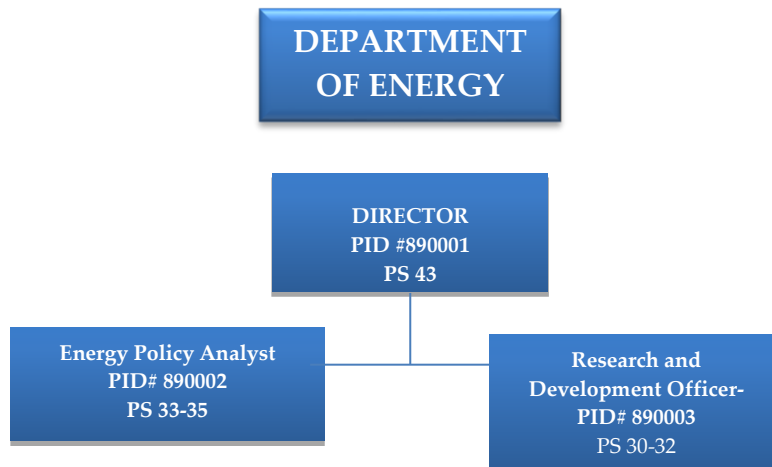 DEPARTMENT
OF ENERGY
DIRECTOR
PID #890001
PS 43
Energy Policy Analyst
PID# 890002
PS 33-35
Research and
Development Officer-
PID# 890003
PS 30-32